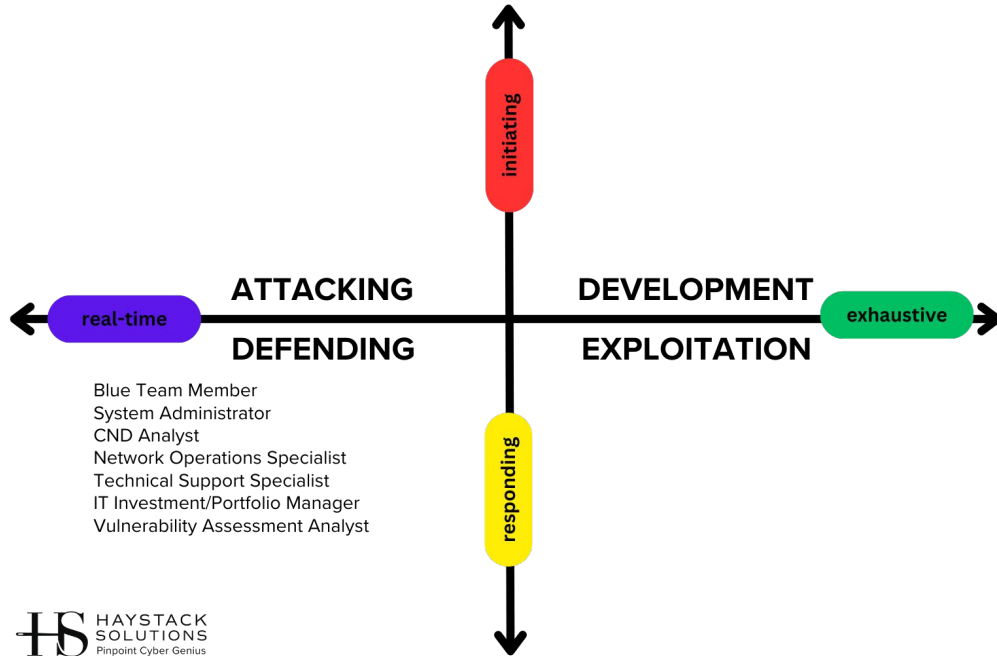 initiating
ATTACKING
DEVELOPMENT
real-time
exhaustive
DEFENDING
EXPLOITATION
Blue Team Member
System Administrator
CND Analyst
Network Operations Specialist
Technical Support Specialist
IT Investment/Portfolio Manager
Vulnerability Assessment Analyst
responding
HS
HAYSTACK
SOLUTIONS
Pinpoint Cyber Genius